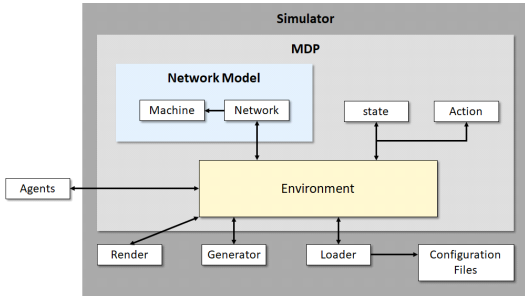 Simulator
MDP
Network Model
Machine
Network
state
Action
Agents
Environment
Render
Generator
Loader
Configuration
Files